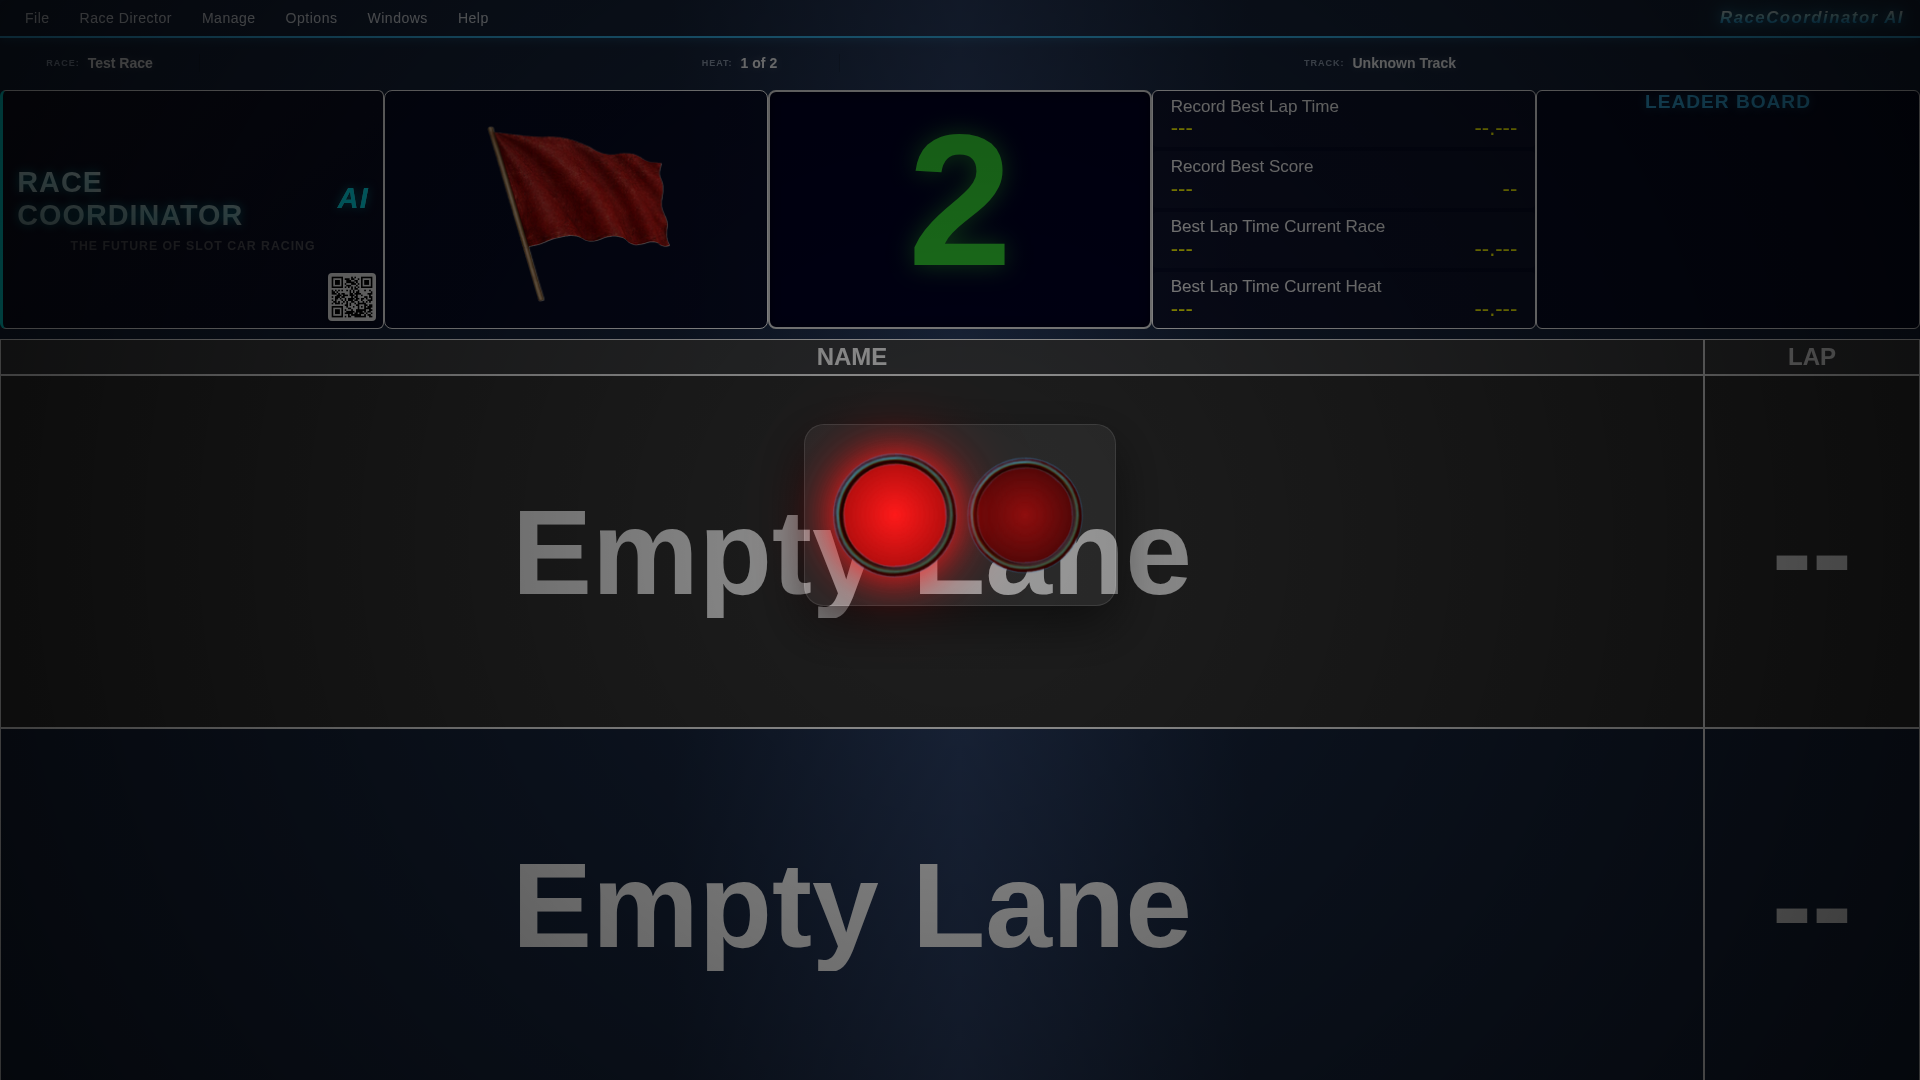 File Race Director Manage Options Windows Help RaceCoordinator AI
RACE: Test Race HEAT: 1 of 2 TRACK: Unknown Track
RACE
COORDINATOR
AI
THE FUTURE OF SLOT CAR RACING
2
Record Best Lap Time
--- --.---
Record Best Score
--- --
Best Lap Time Current Race
--- --.---
Best Lap Time Current Heat
--- --.---
LEADER BOARD
NAME LAP
Empty Lane --
Empty Lane --